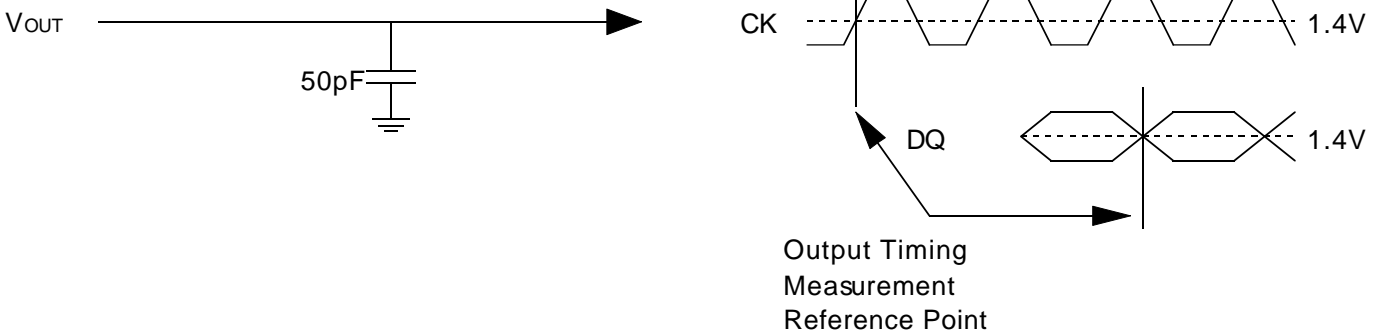 VOUT
50pF
CK 1.4V
DQ 1.4V
Output Timing
Measurement
Reference Point